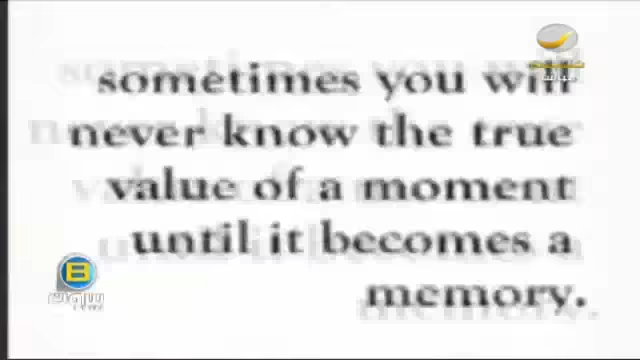 sometimes you will
never know the true
value of a moment
until it becomes a
memory.
B